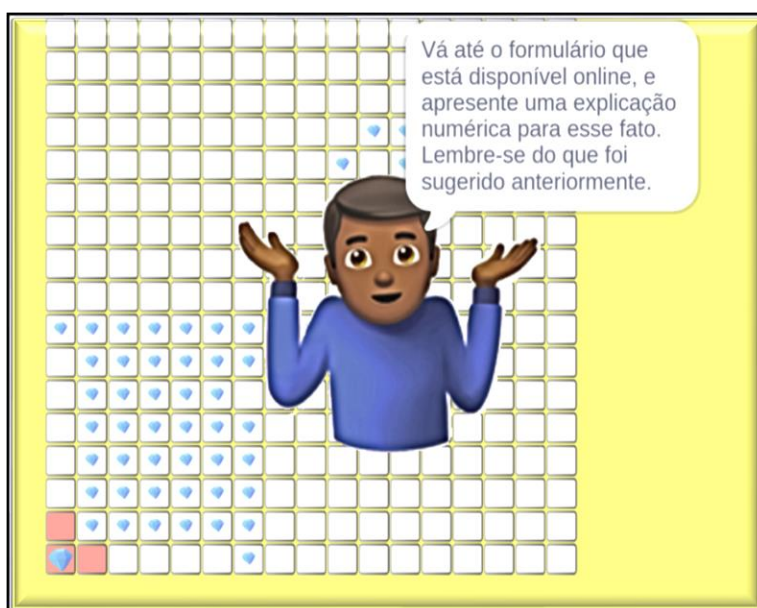 Vá até o formulário que
está disponível online, e
apresente uma explicação
numérica para esse fato.
Lembre-se do que foi
sugerido anteriormente.